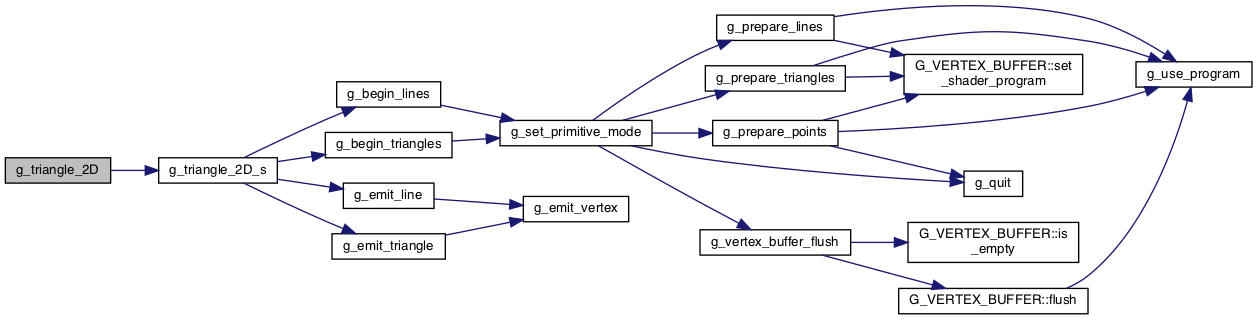 g_triangle_2D
g_triangle_2D_s
g_begin_lines
g_begin_triangles
g_emit_line
g_emit_triangle
g_set_primitive_mode
g_emit_vertex
g_prepare_lines
g_prepare_triangles
g_prepare_points
g_vertex_buffer_flush
G_VERTEX_BUFFER::set
_shader_program
g_quit
G_VERTEX_BUFFER::is
_empty
G_VERTEX_BUFFER::flush
g_use_program